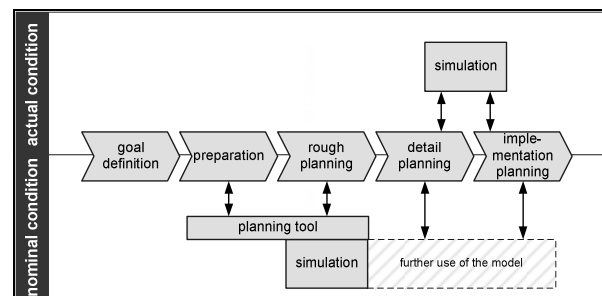 actual condition
simulation
goal
definition
preparation
rough
planning
detail
planning
imple-
mentation
planning
nominal condition
planning tool
simulation
further use of the model